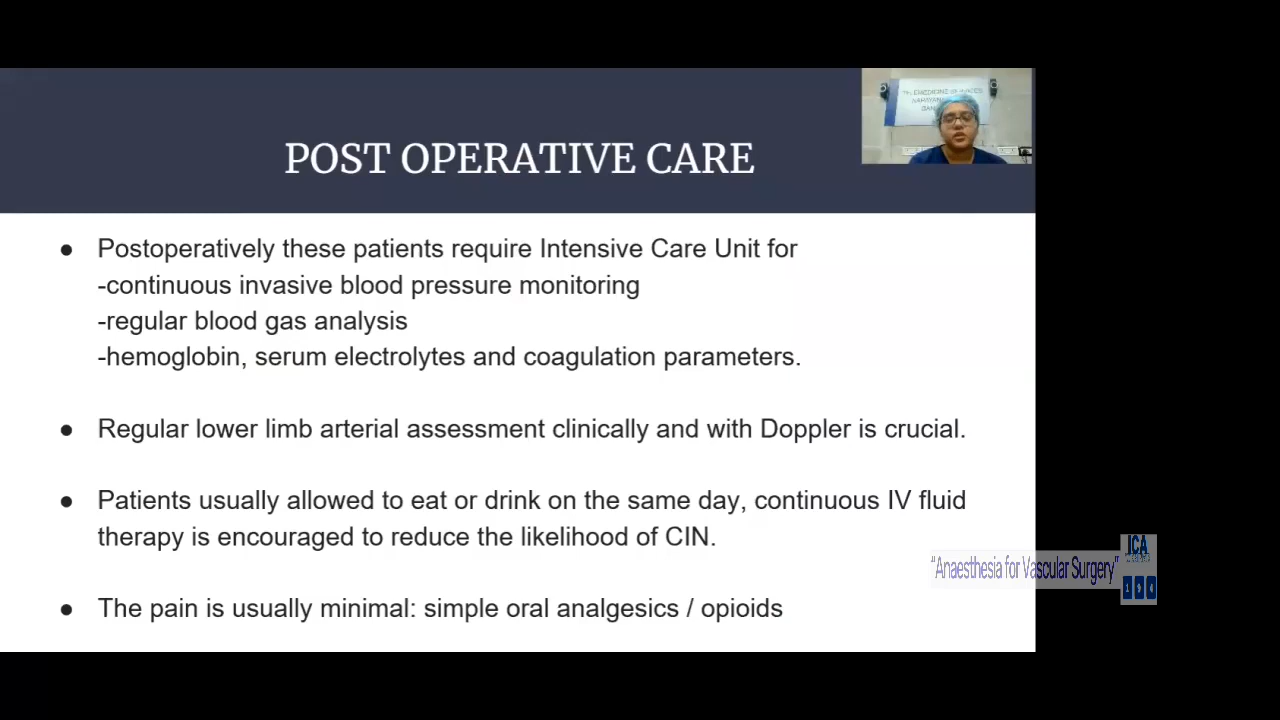 POST OPERATIVE CARE
● Postoperatively these patients require Intensive Care Unit for
-continuous invasive blood pressure monitoring
-regular blood gas analysis
-hemoglobin, serum electrolytes and coagulation parameters.
● Regular lower limb arterial assessment clinically and with Doppler is crucial.
● Patients usually allowed to eat or drink on the same day, continuous IV fluid
therapy is encouraged to reduce the likelihood of CIN.
● The pain is usually minimal: simple oral analgesics / opioids
"Anaesthesia for Vascular Surgery"
ICA